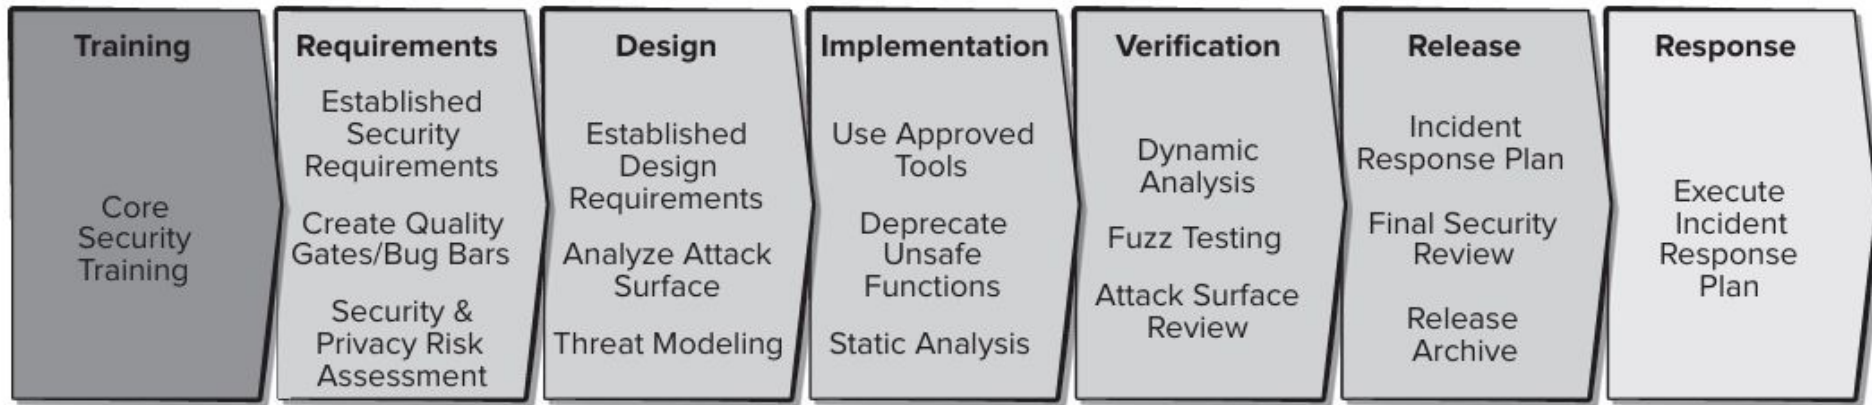 Training
Core
Security
Training
Requirements
Established
Security
Requirements
Create Quality
Gates/Bug Bars
Security &
Privacy Risk
Assessment
Design
Established
Design
Requirements
Analyze Attack
Surface
Threat Modeling
Implementation
Use Approved
Tools
Deprecate
Unsafe
Functions
Static Analysis
Verification
Dynamic
Analysis
Fuzz Testing
Attack Surface
Review
Release
Incident
Response Plan
Final Security
Review
Release
Archive
Response
Execute
Incident
Response
Plan